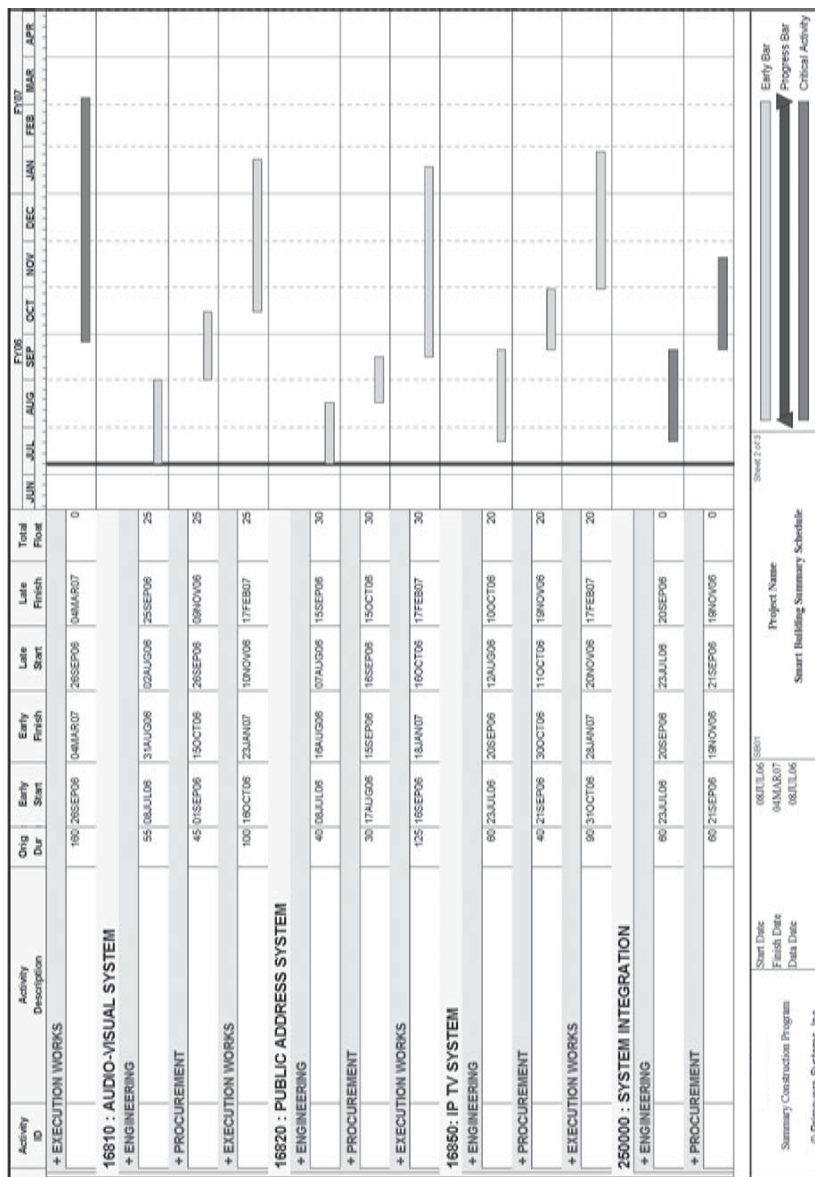 Activity ID Activity Description Orig Dur Early Start Early Finish Late Start Late Finish Total Float FY06 FY07
JUN JUL AUG SEP OCT NOV DEC JAN FEB MAR APR
+ EXECUTION WORKS
160 26SEP06 04MAR07 26SEP06 04MAR07 0
16810 : AUDIO-VISUAL SYSTEM
+ ENGINEERING
55 08JUL06 31AUG06 02AUG06 25SEP06 25
+ PROCUREMENT
45 01SEP06 15OCT06 26SEP06 09NOV06 25
+ EXECUTION WORKS
100 16OCT06 23JAN07 10NOV06 17FEB07 25
16820 : PUBLIC ADDRESS SYSTEM
+ ENGINEERING
40 08JUL06 16AUG06 07AUG06 15SEP06 30
+ PROCUREMENT
30 17AUG06 15SEP06 16SEP06 15OCT06 30
+ EXECUTION WORKS
125 16SEP06 18JAN07 16OCT06 17FEB07 30
16850: IP TV SYSTEM
+ ENGINEERING
60 23JUL06 20SEP06 12AUG06 10OCT06 20
+ PROCUREMENT
40 21SEP06 30OCT06 11OCT06 19NOV06 20
+ EXECUTION WORKS
90 31OCT06 28JAN07 20NOV06 17FEB07 20
250000 : SYSTEM INTEGRATION
+ ENGINEERING
60 23JUL06 20SEP06 23JUL06 20SEP06 0
+ PROCUREMENT
60 21SEP06 19NOV06 21SEP06 19NOV06 0
Start Date 08JUL06
Finish Date 04MAR07
Data Date 08JUL06
SB01
Sheet 2 of 3
Summary Construction Program
Project Name
Smart Building Summary Schedule
Early Bar
Progress Bar
Critical Activity
© Primavera Systems, Inc.